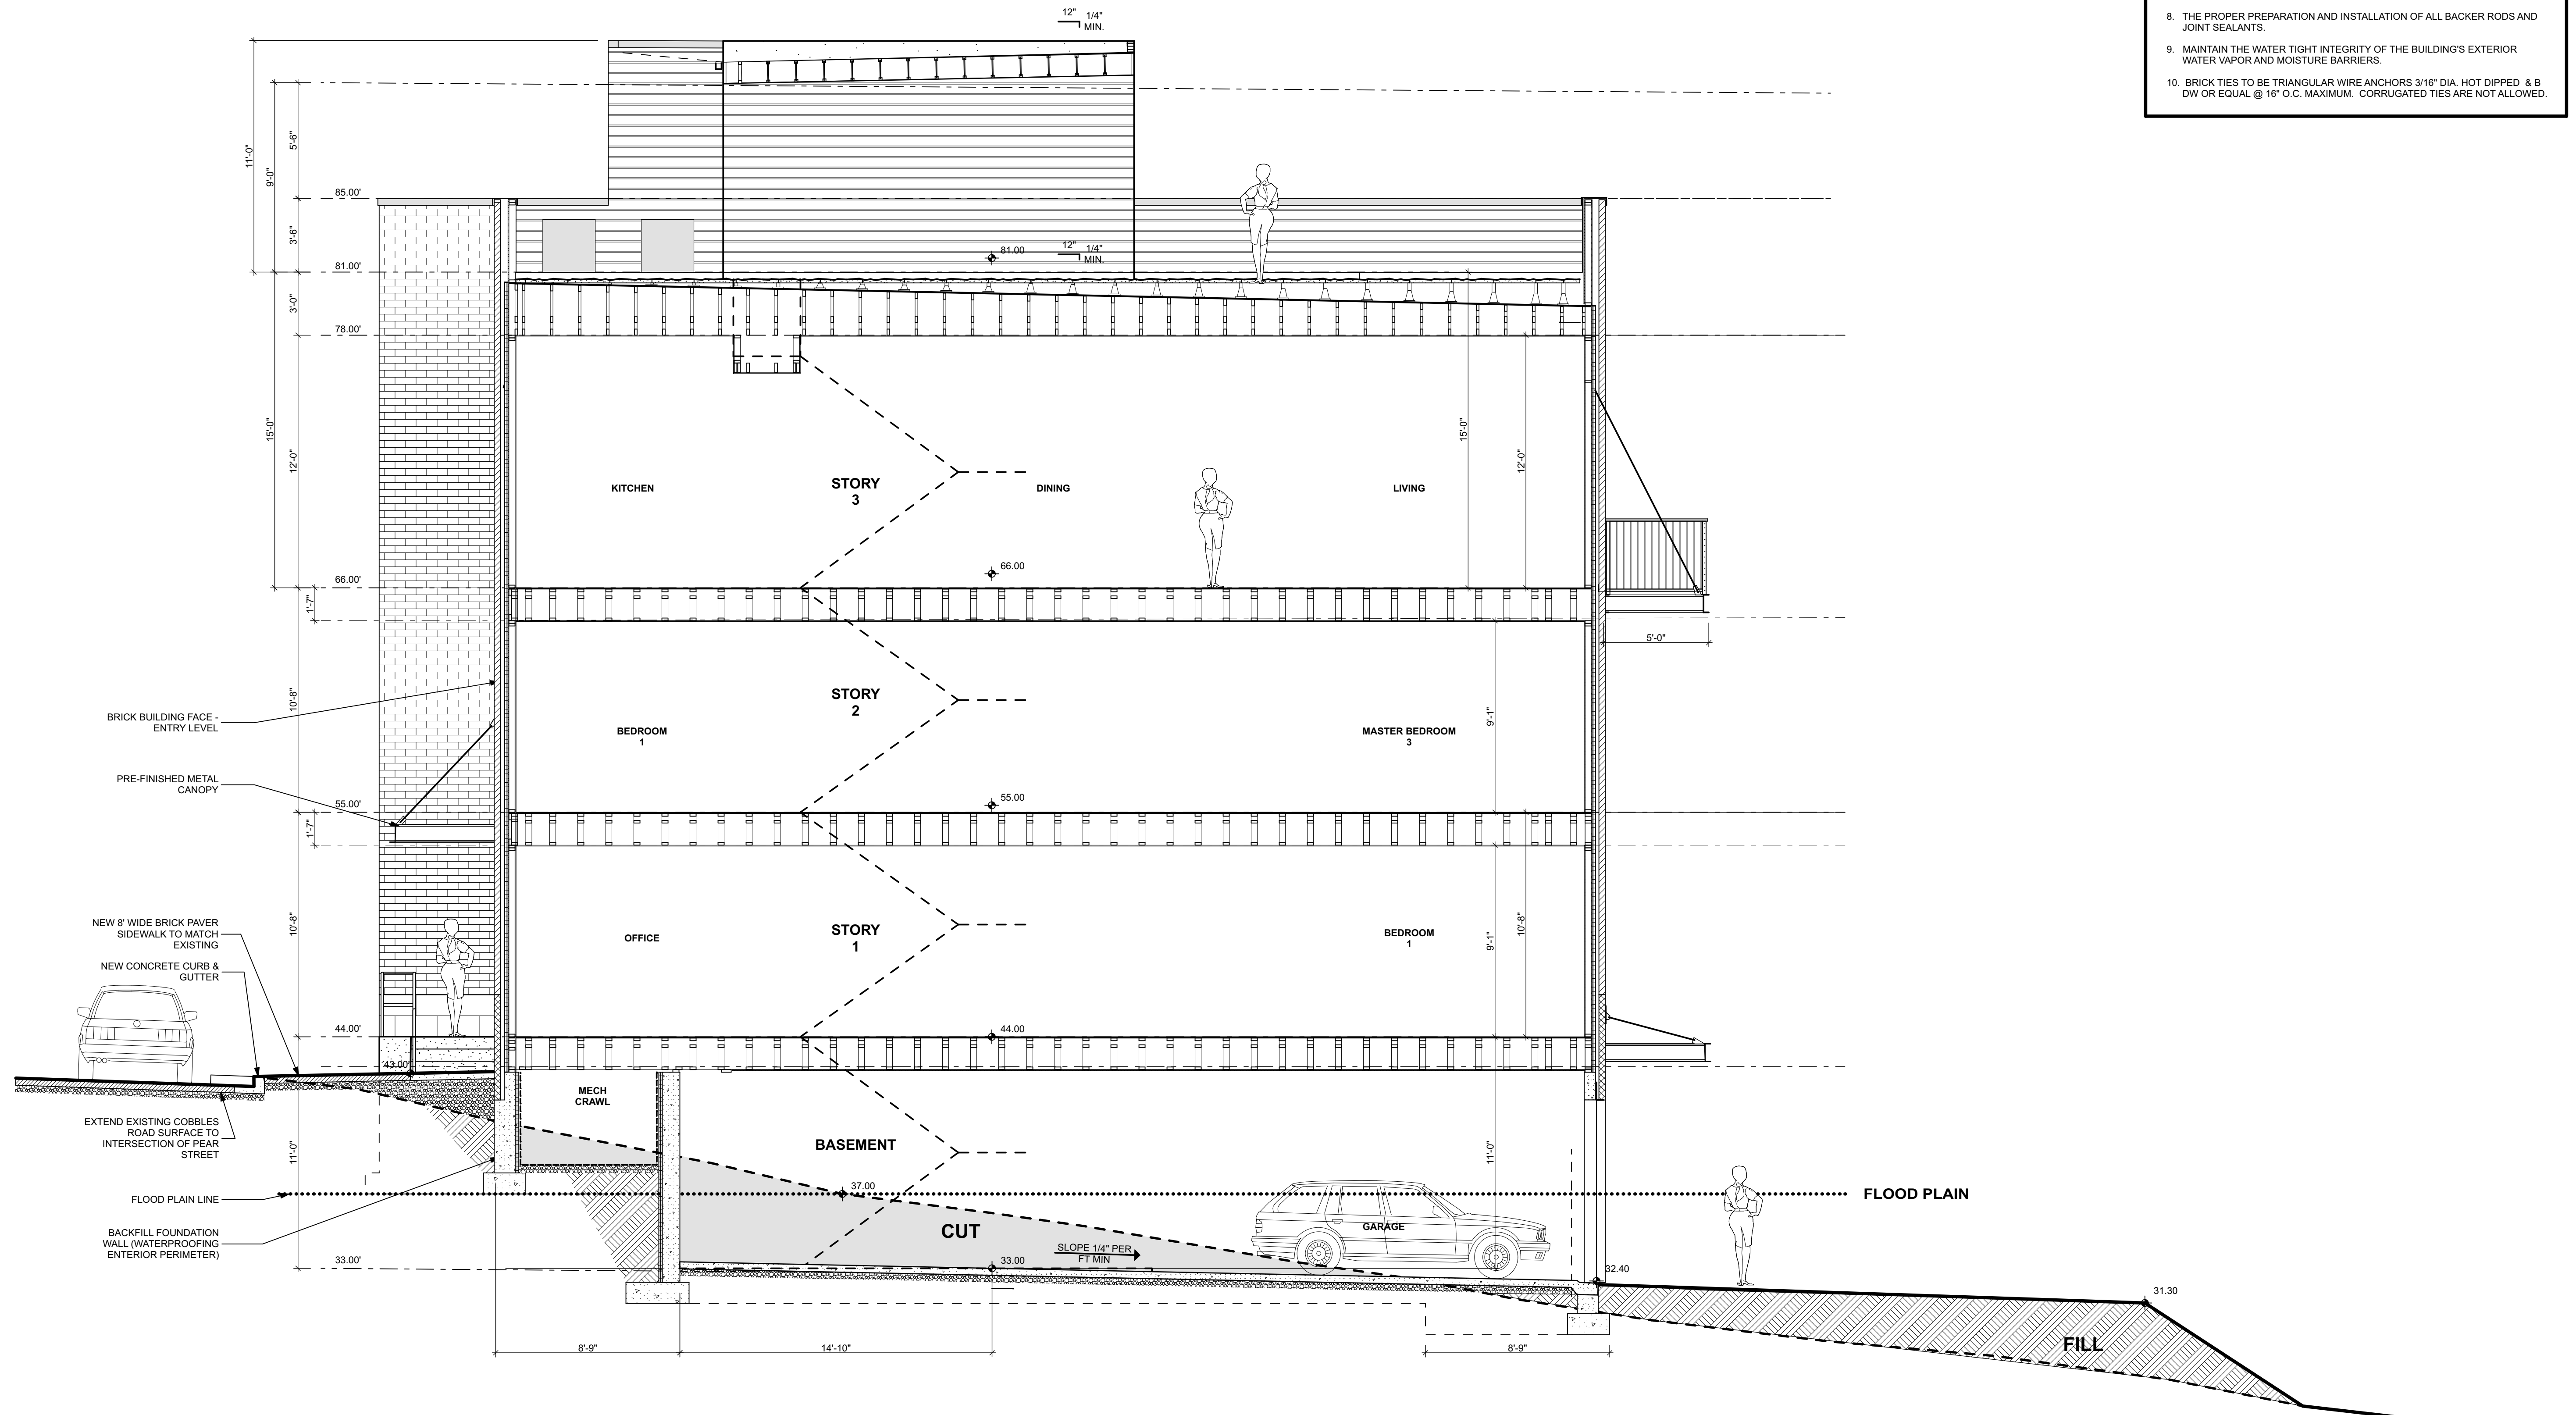 8. THE PROPER PREPARATION AND INSTALLATION OF ALL BACKER RODS AND
JOINT SEALANTS.
9. MAINTAIN THE WATER TIGHT INTEGRITY OF THE BUILDING'S EXTERIOR
WATER VAPOR AND MOISTURE BARRIERS.
10. BRICK TIES TO BE TRIANGULAR WIRE ANCHORS 3/16" DIA. HOT DIPPED & B
DW OR EQUAL @ 16" O.C. MAXIMUM. CORRUGATED TIES ARE NOT ALLOWED.
12" 1/4"
MIN.
11'-0"
9'-0"
5'-6"
85.00'
3'-6"
81.00'
81.00
12" 1/4"
MIN.
3'-0"
78.00'
15'-0"
12'-0"
15'-0"
12'-0"
KITCHEN
STORY
3
DINING
LIVING
66.00'
66.00
1'-7"
5'-0"
10'-8"
BRICK BUILDING FACE -
ENTRY LEVEL
STORY
2
BEDROOM
1
MASTER BEDROOM
3
9'-1"
PRE-FINISHED METAL
CANOPY
55.00'
55.00
1'-7"
10'-8"
NEW 8' WIDE BRICK PAVER
SIDEWALK TO MATCH
EXISTING
NEW CONCRETE CURB &
GUTTER
OFFICE
STORY
1
BEDROOM
1
9'-1"
10'-8"
44.00'
44.00
43.00'
MECH
CRAWL
EXTEND EXISTING COBBLES
ROAD SURFACE TO
INTERSECTION OF PEAR
STREET
11'-0"
BASEMENT
11'-0"
FLOOD PLAIN LINE
37.00
FLOOD PLAIN
BACKFILL FOUNDATION
WALL (WATERPROOFING
EXTERIOR PERIMETER)
CUT
GARAGE
SLOPE 1/4" PER
FT MIN
33.00'
33.00
32.40
31.30
FILL
8'-9"
14'-10"
8'-9"